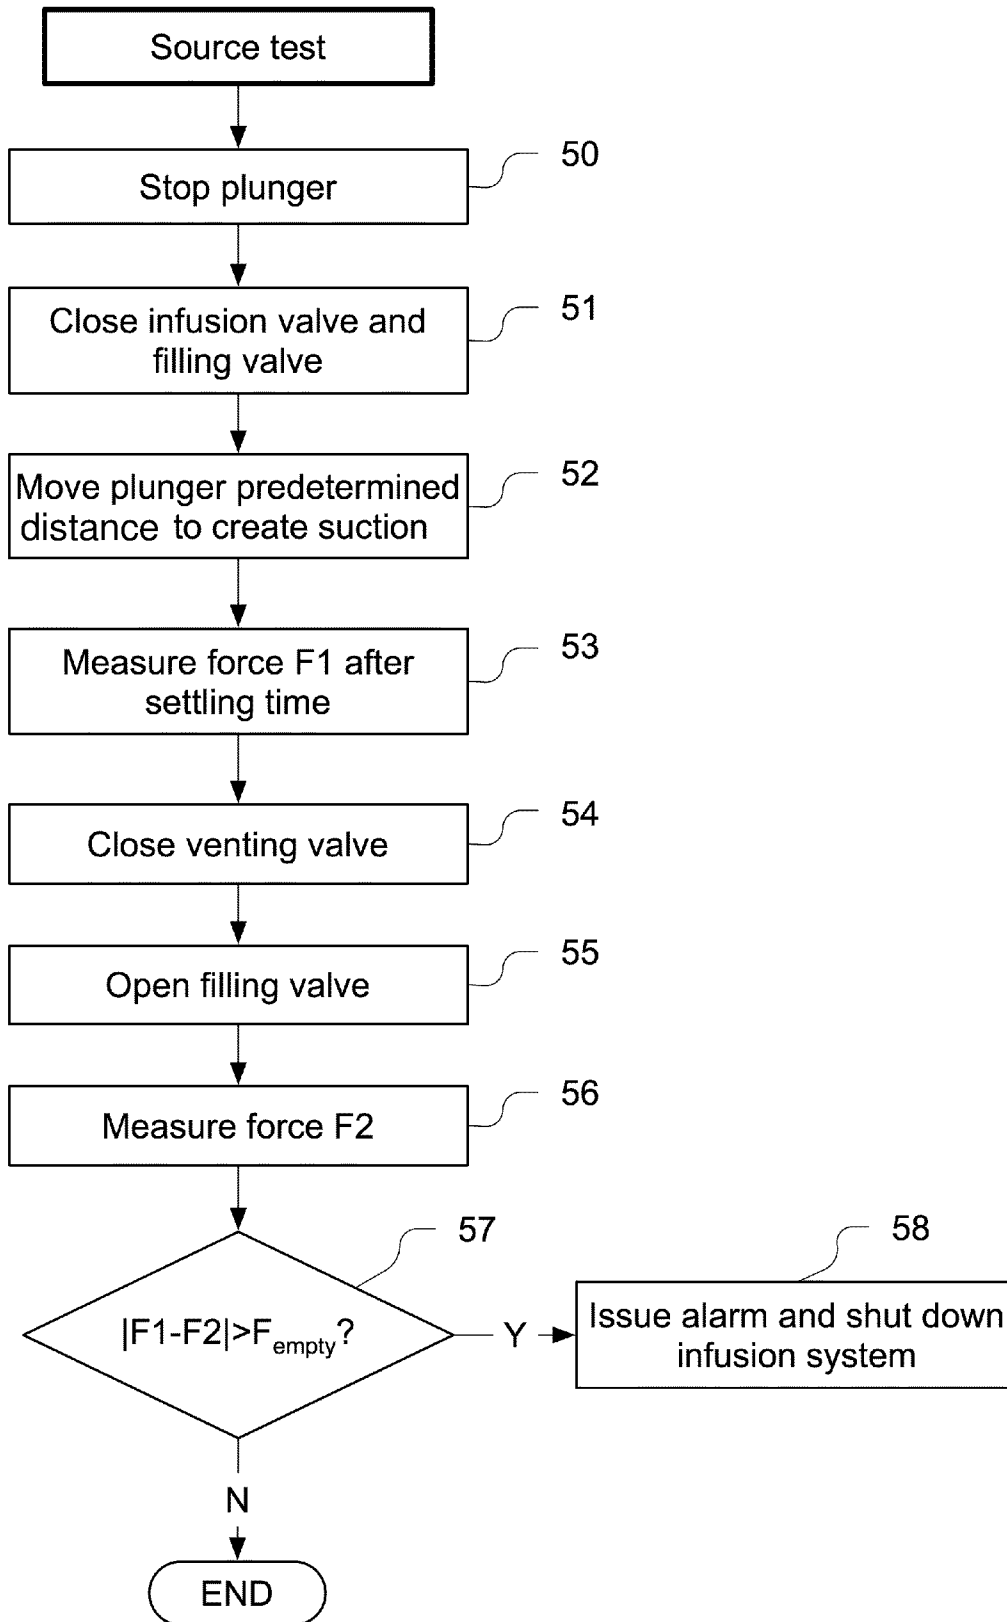 Source test
50
Stop plunger
51
Close infusion valve and
filling valve
52
Move plunger predetermined
distance to create suction
53
Measure force F1 after
settling time
54
Close venting valve
55
Open filling valve
56
Measure force F2
57
|F1-F2|>Fempty?
58
Y
Issue alarm and shut down
infusion system
N
END